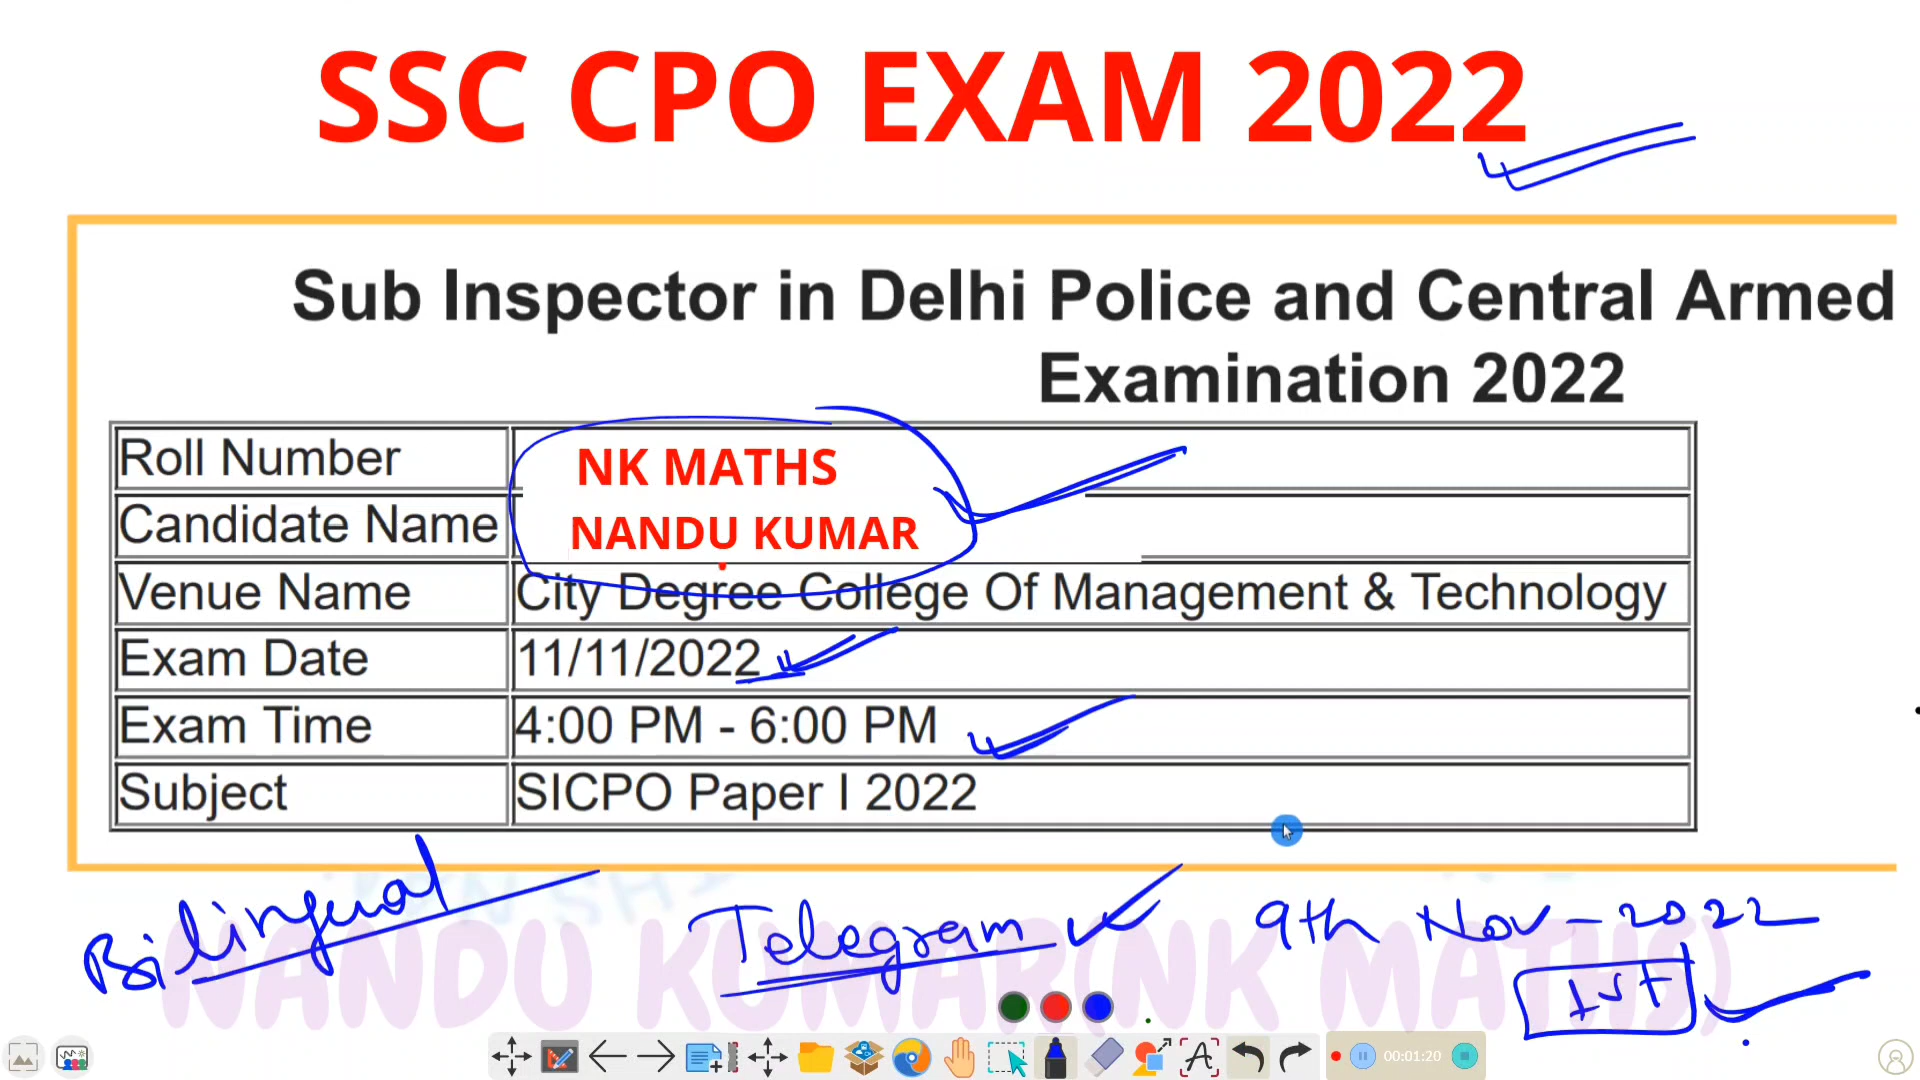 SSC CPO EXAM 2022
Sub Inspector in Delhi Police and Central Armed
Examination 2022
Roll Number NK MATHS
Candidate Name NANDU KUMAR
Venue Name City Degree College Of Management & Technology
Exam Date 11/11/2022
Exam Time 4:00 PM - 6:00 PM
Subject SICPO Paper I 2022
Bilingual Telegram 9th Nov - 2022
1st
NANDU KUMAR(NK MATHS)
00:01:20